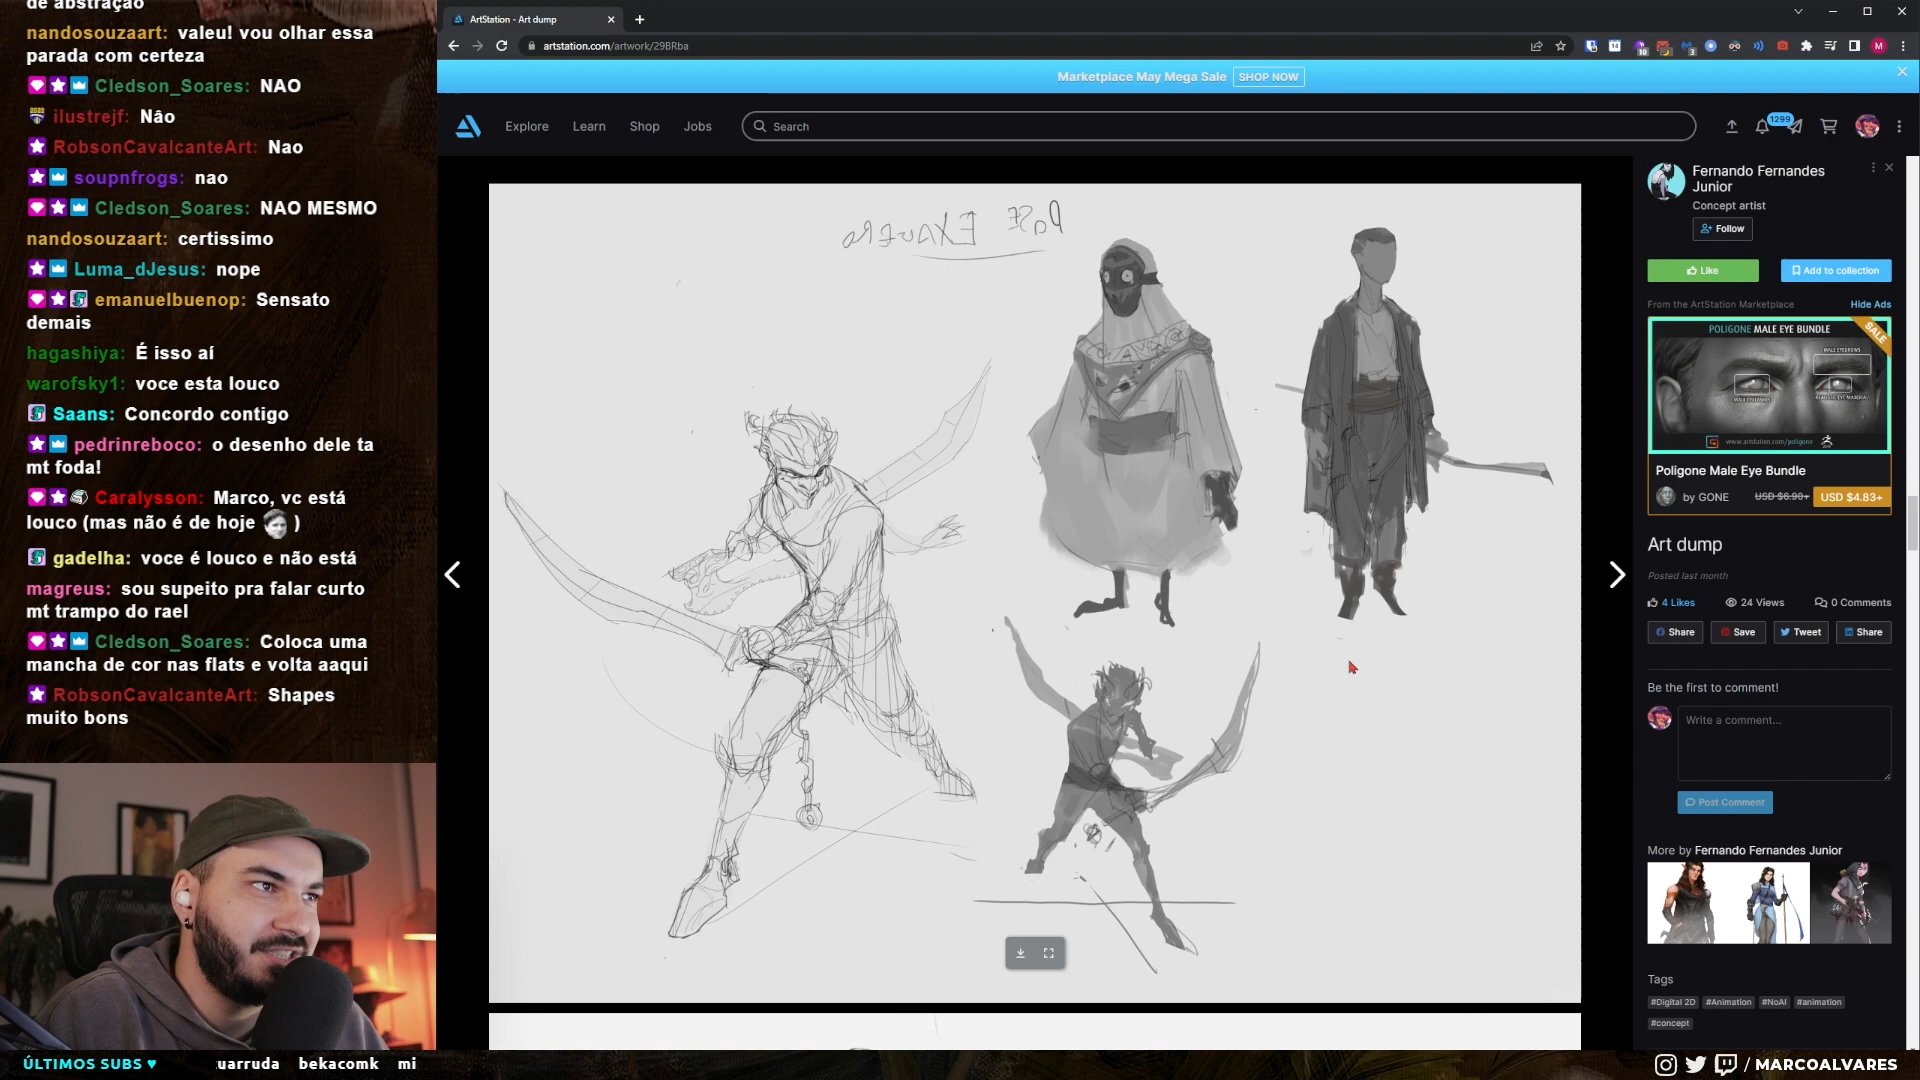 de abstração
nandosouzaart: valeu! vou olhar essa
parada com certeza
Cledson_Soares: NAO
ilustrejf: Nâo
RobsonCavalcanteArt: Nao
soupnfrogs: nao
Cledson_Soares: NAO MESMO
nandosouzaart: certissimo
Luma_dJesus: nope
emanuelbuenop: Sensato
demais
hagashiya: É isso aí
warofsky1: voce esta louco
Saans: Concordo contigo
pedrinreboco: o desenho dele ta
mt foda!
Caralysson: Marco, vc está
louco (mas não é de hoje )
gadelha: voce é louco e não está
magreus: sou supeito pra falar curto
mt trampo do rael
Cledson_Soares: Coloca uma
mancha de cor nas flats e volta aaqui
RobsonCavalcanteArt: Shapes
muito bons
ÚLTIMOS SUBS ♥ uarruda bekacomk mi
ArtStation - Art dump
artstation.com/artwork/29BRba
Marketplace May Mega Sale SHOP NOW
Explore Learn Shop Jobs Search 1299
Fernando Fernandes
Junior
Concept artist
Follow
Like Add to collection
From the ArtStation Marketplace Hide Ads
POLIGONE MALE EYE BUNDLE
SALE
www.artstation.com/poligone
Poligone Male Eye Bundle
by GONE USD $6.90+ USD $4.83+
Art dump
Posted last month
4 Likes 24 Views 0 Comments
Share Save Tweet Share
Be the first to comment!
Write a comment...
Post Comment
More by Fernando Fernandes Junior
Tags
#Digital 2D #Animation #NoAI #animation
#concept
/ MARCOALVARES